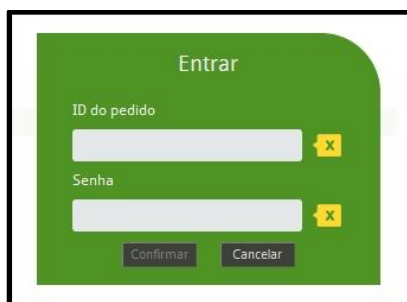 Entrar
ID do pedido
X
Senha
X
Confirmar Cancelar